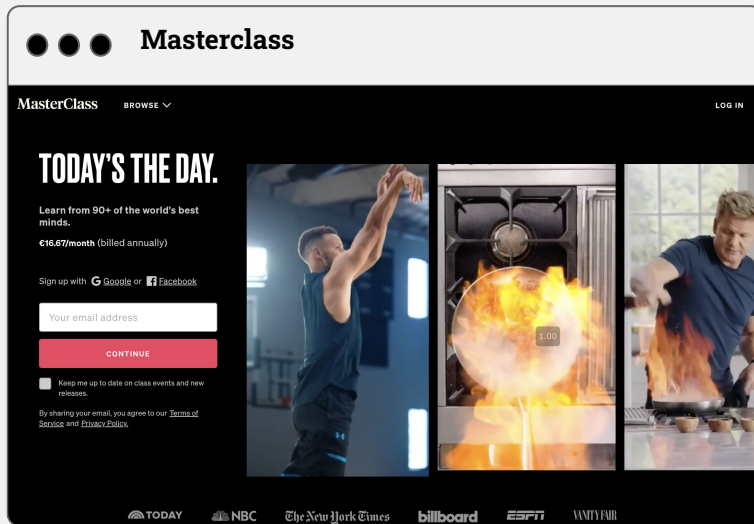 Masterclass
MasterClass BROWSE LOG IN
TODAY'S THE DAY.
Learn from 90+ of the world's best
minds.
€16.67/month (billed annually)
Sign up with Google or Facebook
Your email address
CONTINUE
Keep me up to date on class events and new
releases.
By sharing your email, you agree to our Terms of
Service and Privacy Policy.
1.00
TODAY NBC The New York Times billboard ESPN VANITY FAIR